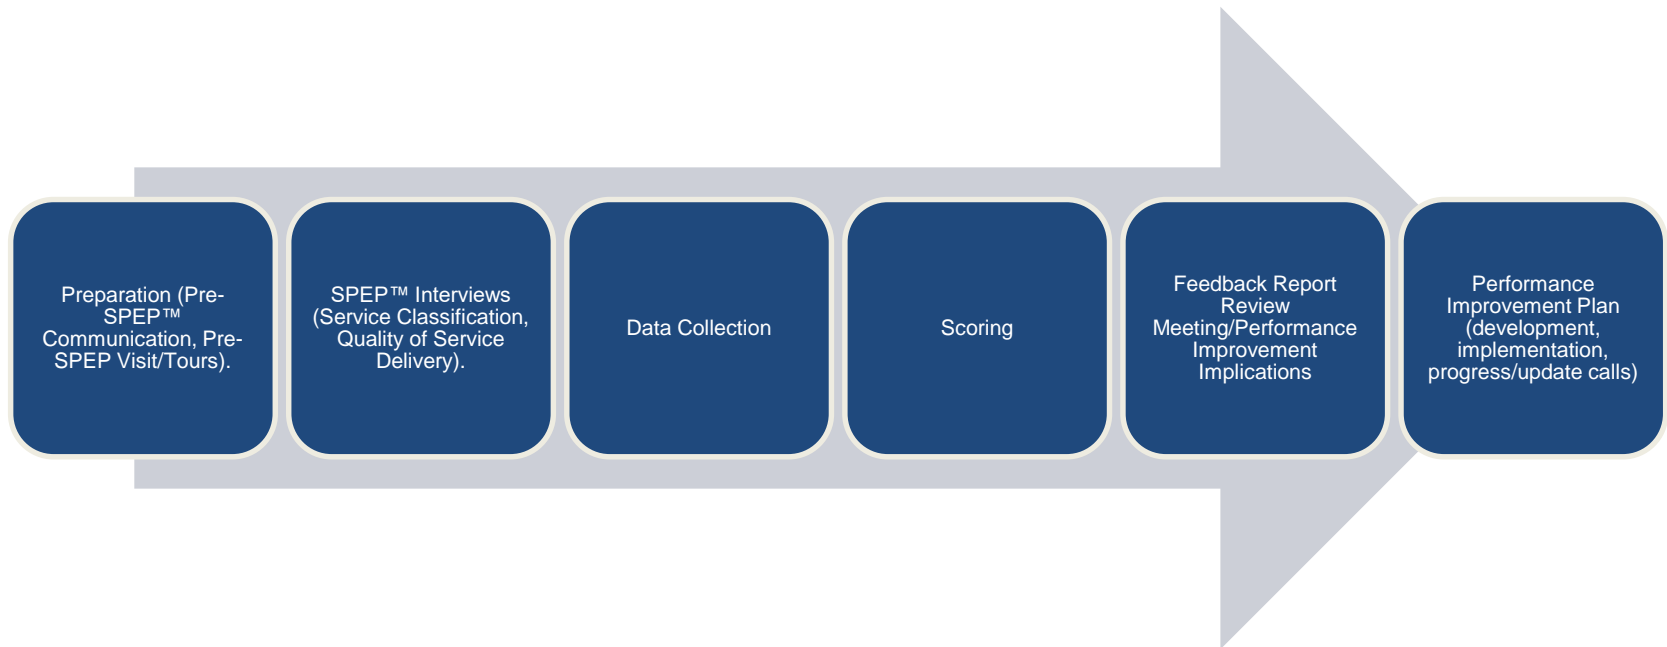 Preparation (Pre-
SPEP™
Communication, Pre-
SPEP Visit/Tours).
SPEP™ Interviews
(Service Classification,
Quality of Service
Delivery).
Data Collection
Scoring
Feedback Report
Review
Meeting/Performance
Improvement
Implications
Performance
Improvement Plan
(development,
implementation,
progress/update calls)